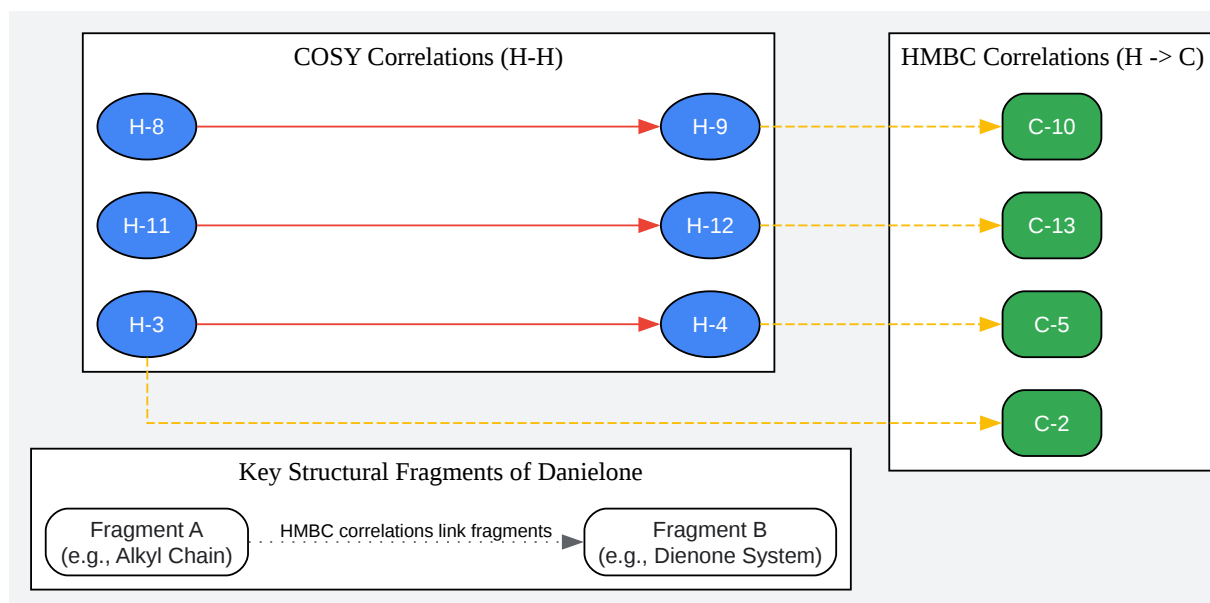 COSY Correlations (H-H)
HMBC Correlations (H -> C)
H-8
H-9
C-10
H-11
H-12
C-13
H-3
H-4
C-5
C-2
Key Structural Fragments of Danielone
Fragment A
(e.g., Alkyl Chain)
HMBC correlations link fragments
Fragment B
(e.g., Dienone System)